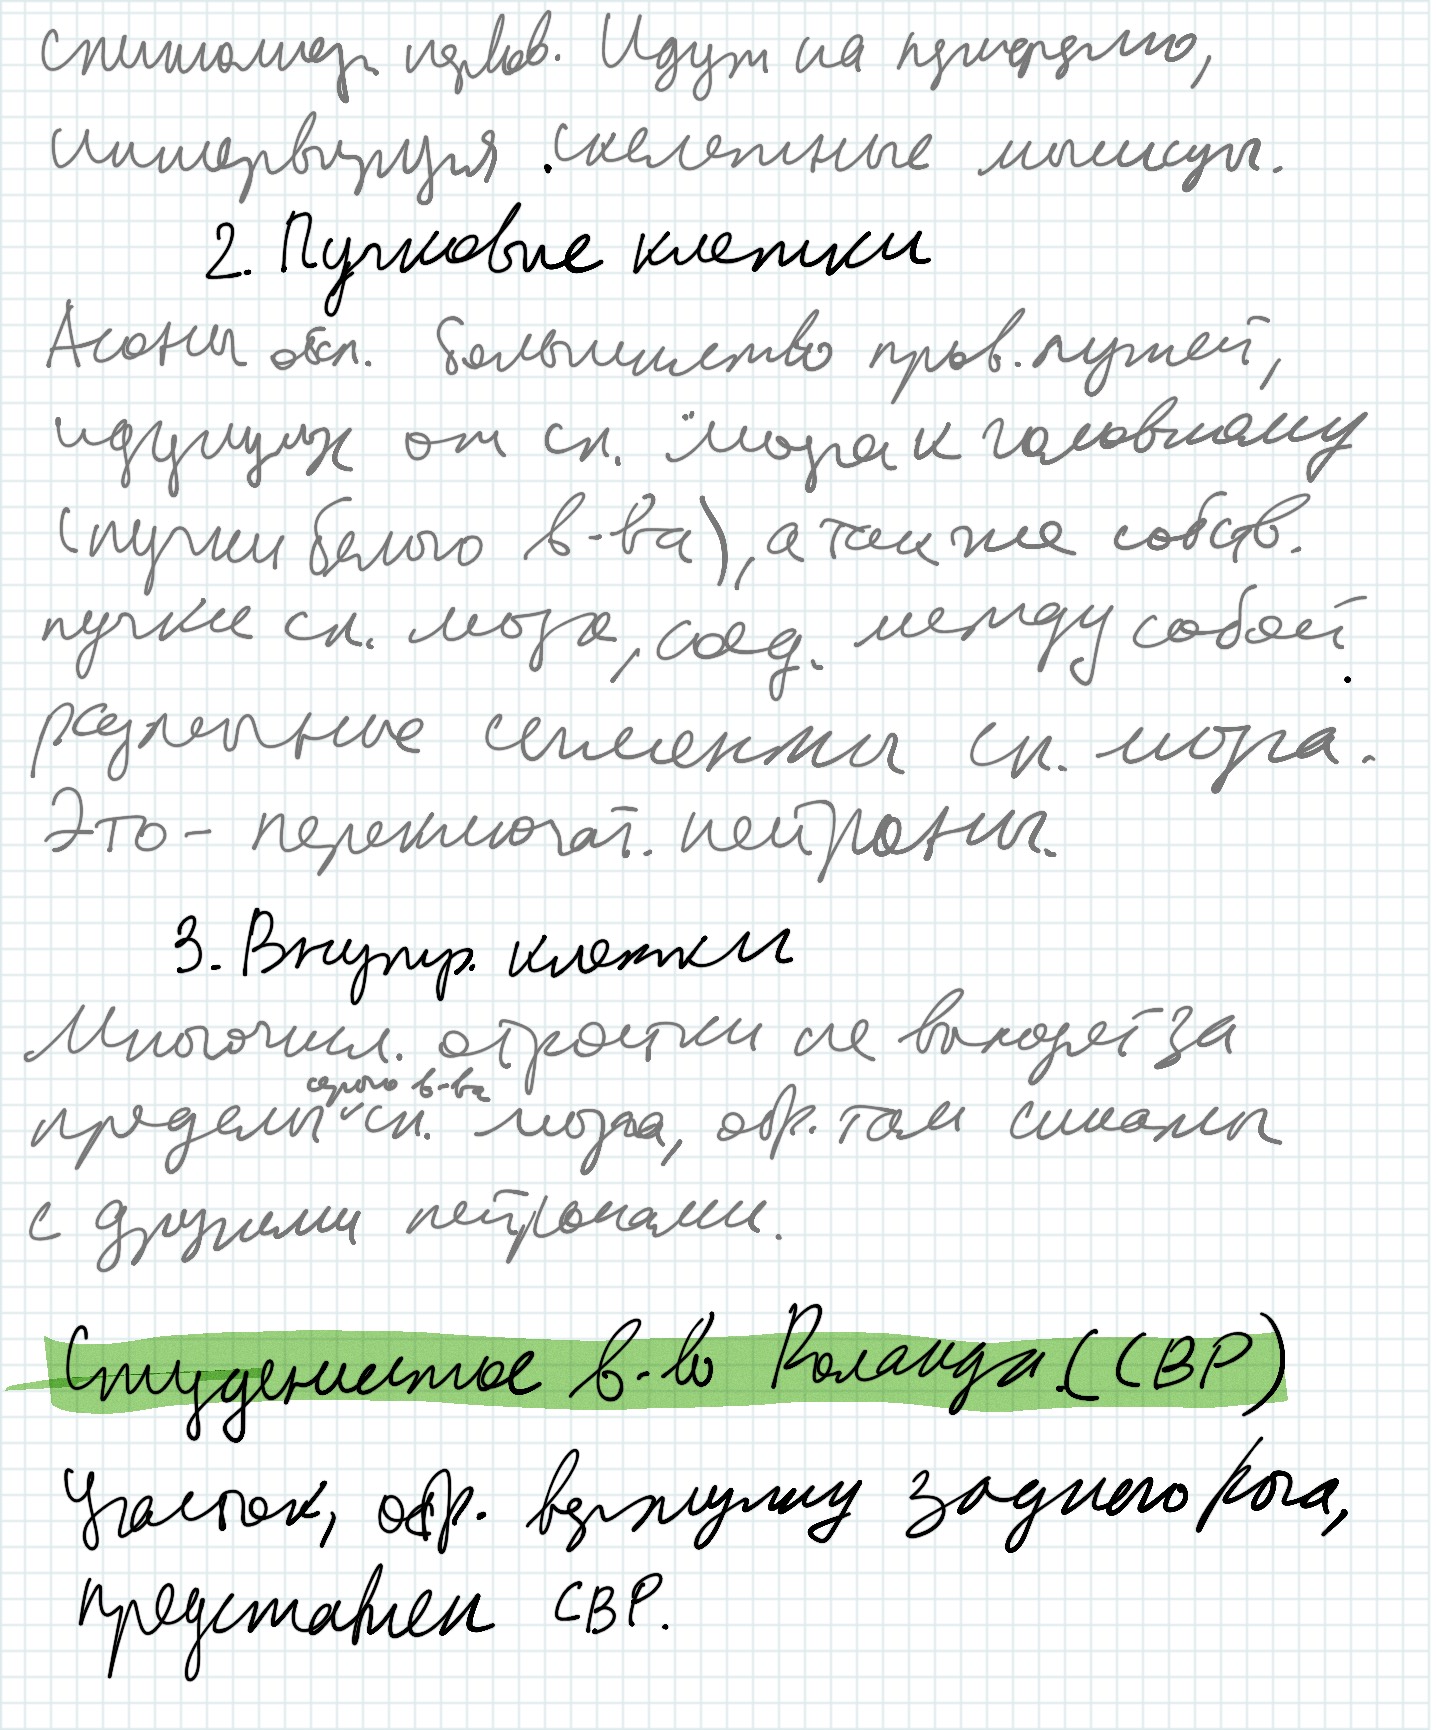 спинномозг. нервов. Идут на периферию,
иннервируя скелетные мышцы.
2. Пучковые клетки
Аксоны обр. большинство пров. путей,
идущих от сп. мозга к головному
(пучки белого в-ва), а также собств.
пучки сп. мозга, соед. между собой
различные сегменты сп. мозга.
Это - переключат. нейроны.
3. Внутр. клетки
Многочисл. отростки не выходят за
пределы серого в-ва сп. мозга, обр. там синапсы
с другими нейронами.
Студенистое в-во Роланда (СВР)
Участок, обр. верхушку заднего рога,
представлен СВР.